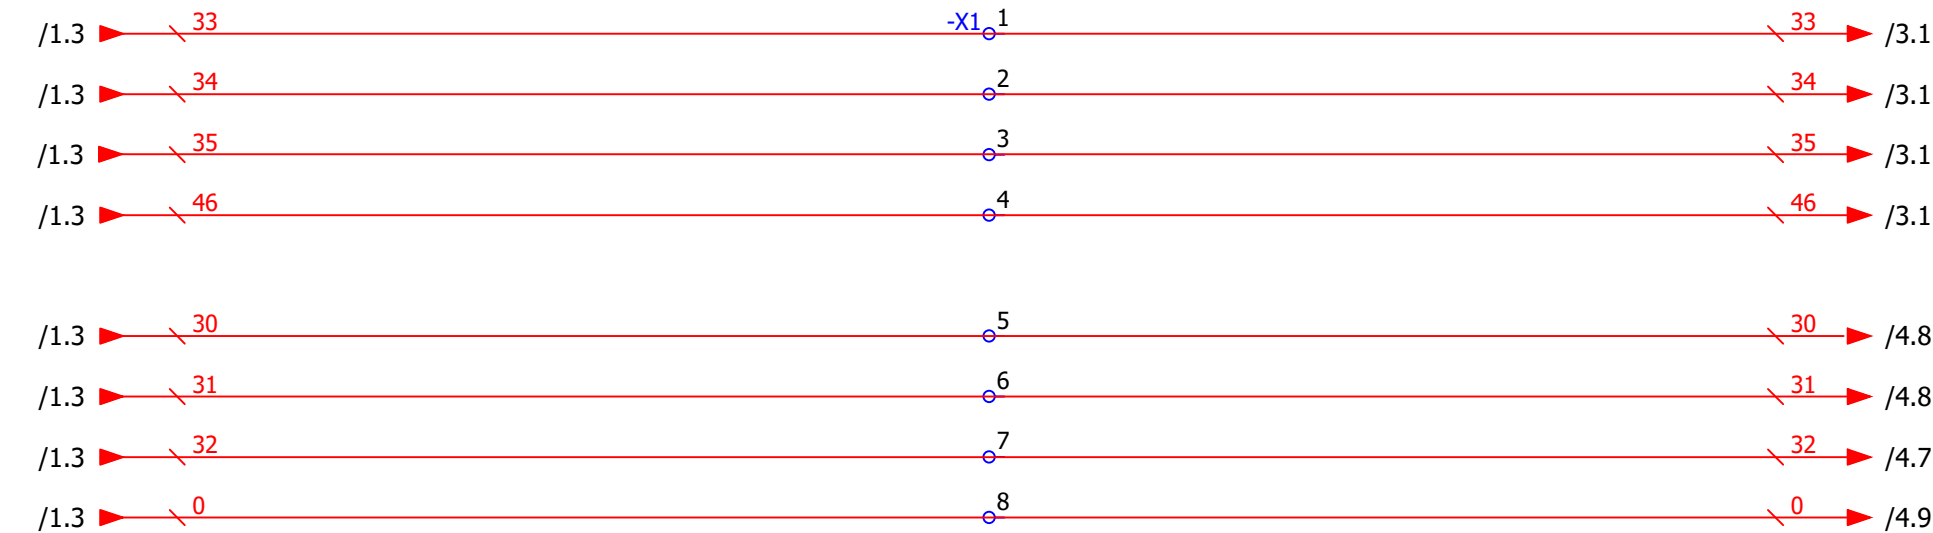 /1.3 33 -X1 1 33 /3.1
/1.3 34 2 34 /3.1
/1.3 35 3 35 /3.1
/1.3 46 4 46 /3.1
/1.3 30 5 30 /4.8
/1.3 31 6 31 /4.8
/1.3 32 7 32 /4.7
/1.3 0 8 0 /4.9